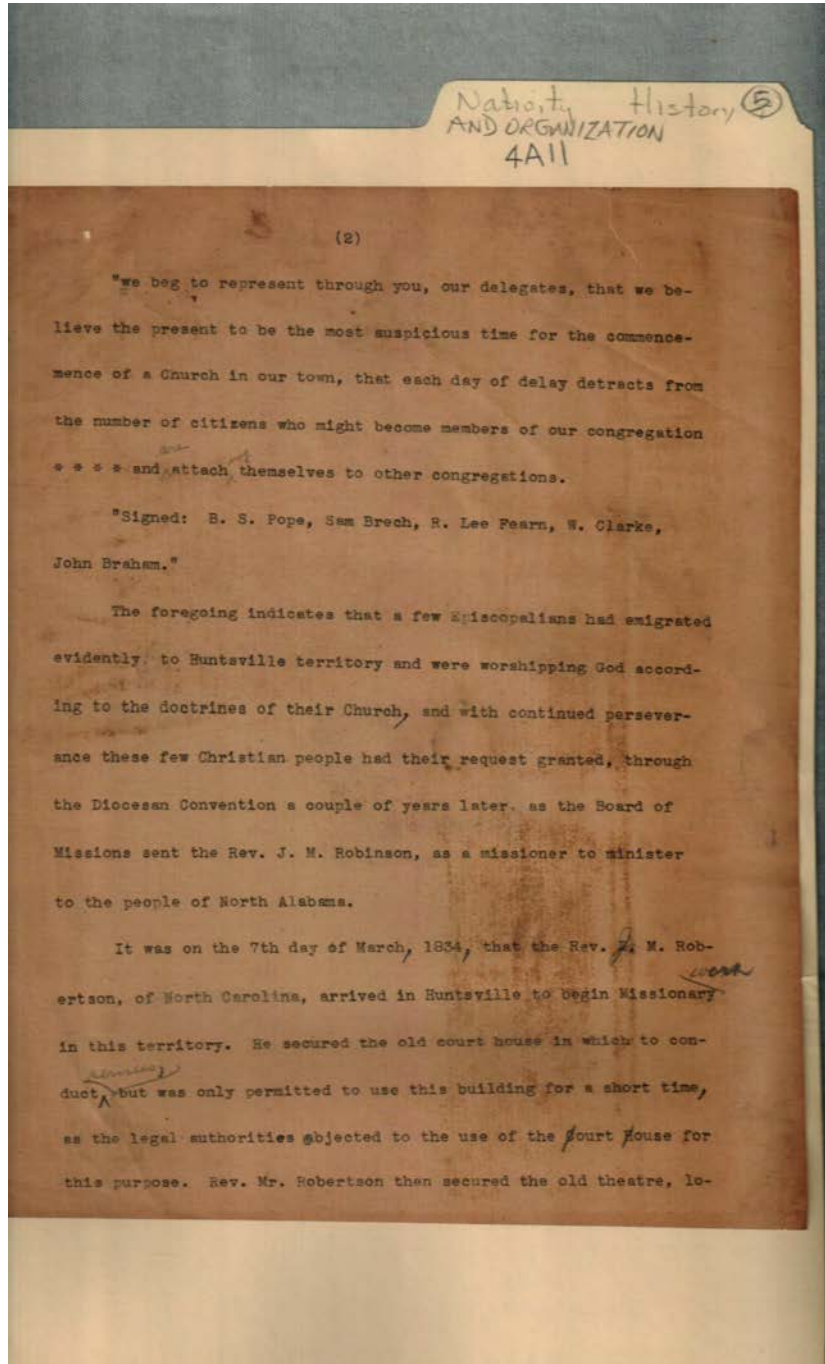 Nativity History 5
AND ORGANIZATION
4A11
(2)
"we beg to represent through you, our delegates, that we be-
lieve the present to be the most auspicious time for the commence-
mence of a Church in our town, that each day of delay detracts from
the number of citizens who might become members of our congregation
are
* * * * and attach themselves to other congregations.
"Signed: B. S. Pope, Sam Brech, R. Lee Fearn, W. Clarke,
John Braham."
The foregoing indicates that a few Episcopalians had emigrated
evidently to Huntsville territory and were worshipping God accord-
ing to the doctrines of their Church, and with continued persever-
ance these few Christian people had their request granted, through
the Diocesan Convention a couple of years later. as the Board of
Missions sent the Rev. J. M. Robinson, as a missioner to minister
to the people of North Alabama.
It was on the 7th day of March, 1834, that the Rev. J. M. Rob-
work
ertson, of North Carolina, arrived in Huntsville to begin Missionary
in this territory. He secured the old court house in which to con-
services
duct, but was only permitted to use this building for a short time,
as the legal authorities objected to the use of the court house for
this purpose. Rev. Mr. Robertson then secured the old theatre, lo-